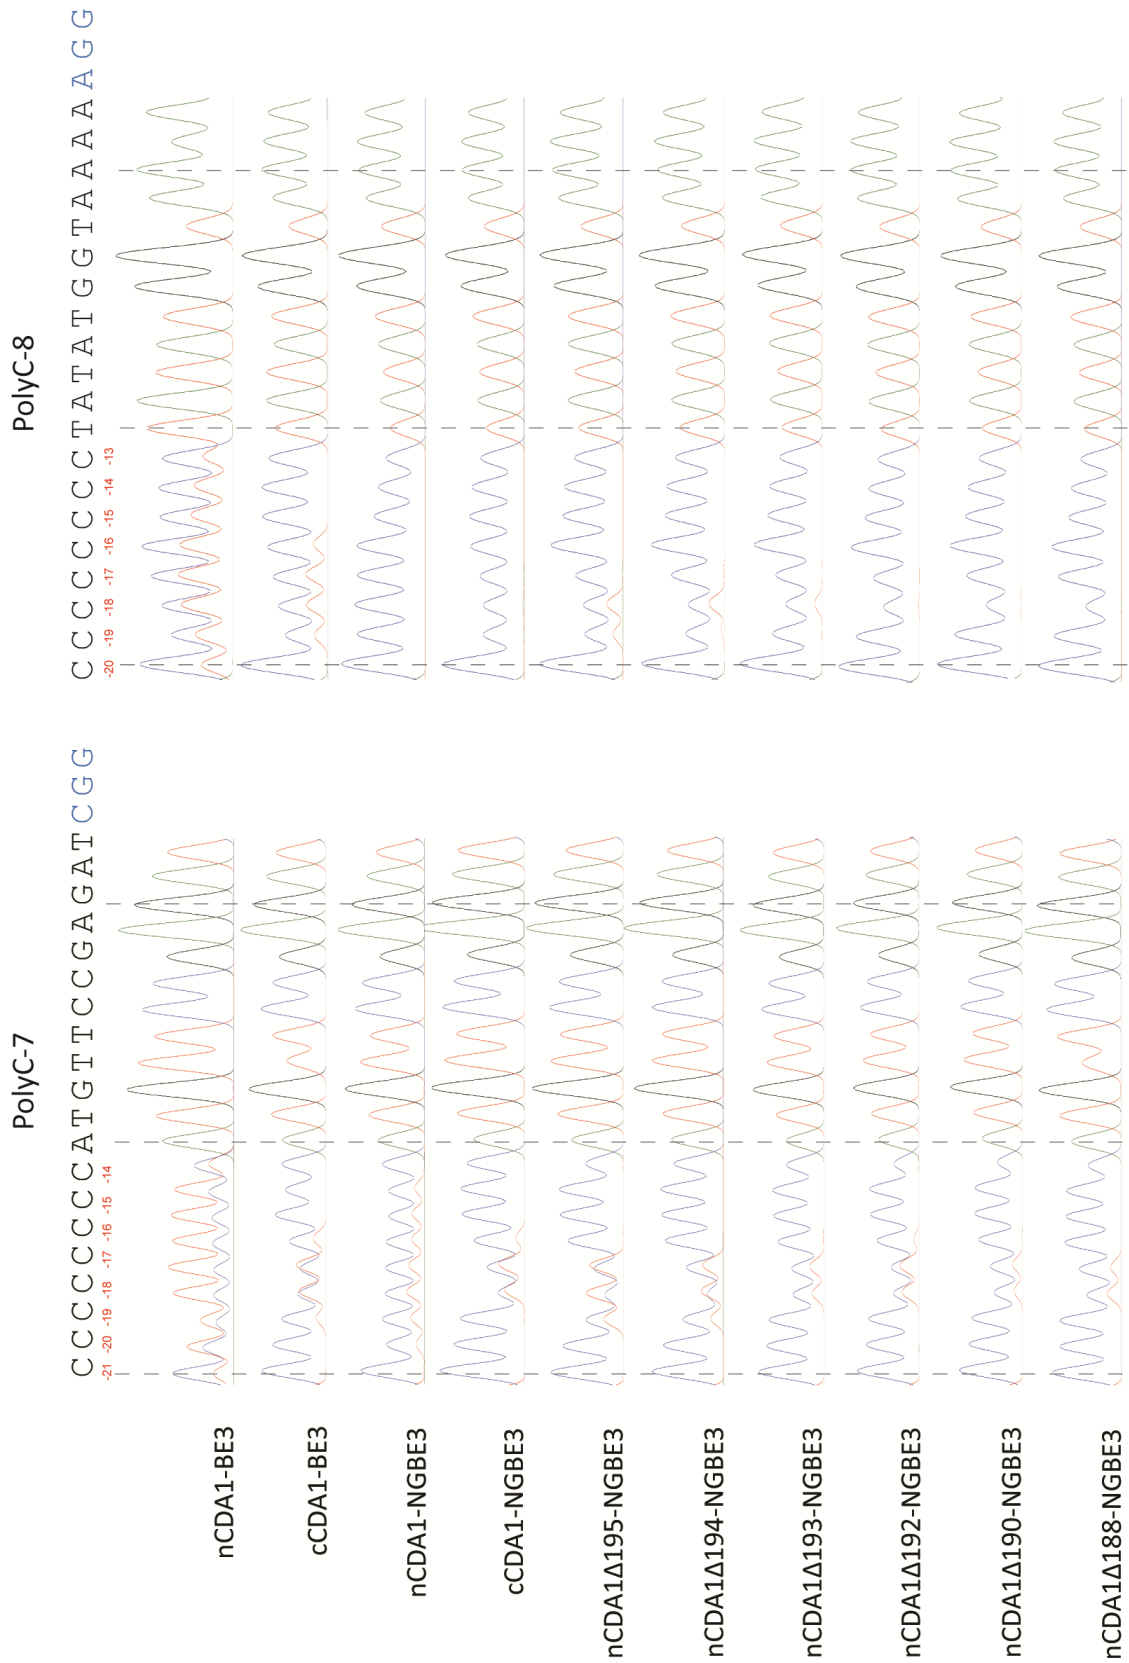 PolyC-7
PolyC-8
C C C C C C C C A T G T T C C G A G A T C G G
C C C C C C C C T A T A T G G T A A A A A G G
-21 -20 -19 -18 -17 -16 -15 -14
-20 -19 -18 -17 -16 -15 -14 -13
nCDA1-BE3
cCDA1-BE3
nCDA1-NGBE3
cCDA1-NGBE3
nCDA1Δ195-NGBE3
nCDA1Δ194-NGBE3
nCDA1Δ193-NGBE3
nCDA1Δ192-NGBE3
nCDA1Δ190-NGBE3
nCDA1Δ188-NGBE3